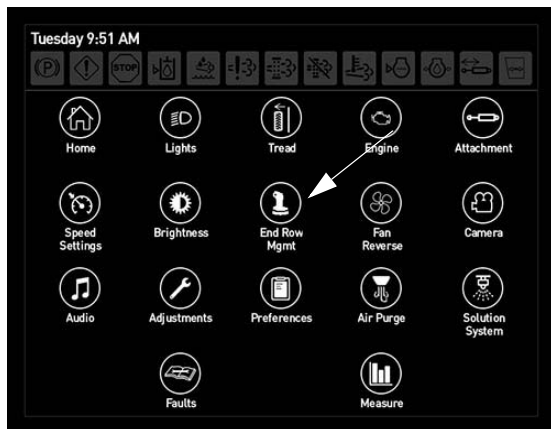 Tuesday 9:51 AM
(P) STOP
Home Lights Tread Engine Attachment
Speed Settings Brightness End Row Mgmt Fan Reverse Camera
Audio Adjustments Preferences Air Purge Solution System
Faults Measure